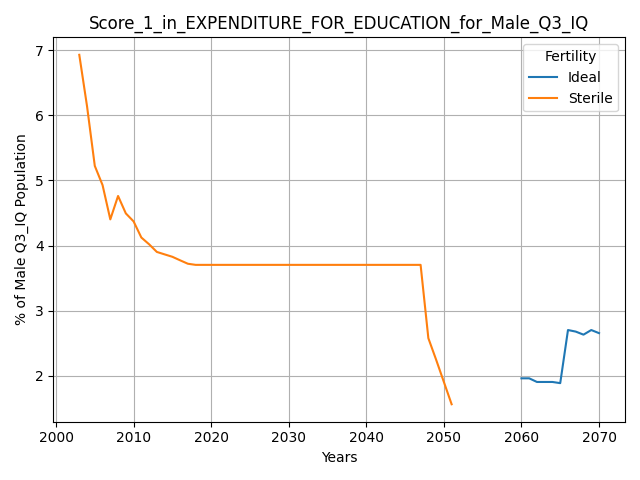 Score_1_in_EXPENDITURE_FOR_EDUCATION_for_Male_Q3_IQ
Fertility
Ideal
Sterile
% of Male Q3_IQ Population
7
6
5
4
3
2
2000 2010 2020 2030 2040 2050 2060 2070
Years